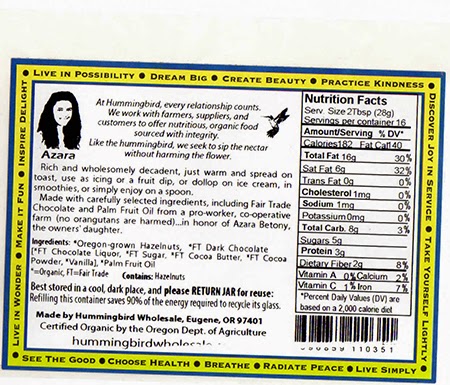 • LIVE IN POSSIBILITY • DREAM BIG • CREATE BEAUTY • PRACTICE KINDNESS •
DISCOVER JOY IN SERVICE • TAKE YOURSELF LIGHTLY •
LIVE IN WONDER • MAKE IT FUN • INSPIRE DELIGHT
At Hummingbird, every relationship counts.
We work with farmers, suppliers, and
customers to offer nutritious, organic food
sourced with integrity.
Like the hummingbird, we seek to sip the nectar
without harming the flower.
Azara
Rich and wholesomely decadent, just warm and spread on
toast, use as icing or a fruit dip, or dollop on ice cream, in
smoothies, or simply enjoy on a spoon.
Made with carefully selected ingredients, including Fair Trade
Chocolate and Palm Fruit Oil from a pro-worker, co-operative
farm (no orangutans are harmed)...in honor of Azara Betony,
the owners' daughter.
Ingredients: *Oregon-grown Hazelnuts, *FT Dark Chocolate
(*FT Chocolate Liquor, *FT Sugar, *FT Cocoa Butter, *FT Cocoa
Powder, *Vanilla), *Palm Fruit Oil
*=Organic, FT=Fair Trade Contains: Hazelnuts
Best stored in a cool, dark place, and please RETURN JAR for reuse:
Refilling this container saves 90% of the energy required to recycle its glass.
Made by Hummingbird Wholesale, Eugene, OR 97401
Certified Organic by the Oregon Dept. of Agriculture
hummingbirdwholesale
Nutrition Facts
Serv. Size 2Tbsp (28g)
Servings per container 16
Amount/Serving % DV*
Calories182 Fat Cal140
Total Fat 16g 30%
Sat Fat 6g 32%
Trans Fat 0g 0%
Cholesterol 1mg 0%
Sodium 1mg 0%
Potassium0mg 0%
Total Carb. 8g 3%
Sugars 5g
Protein 3g
Dietary Fiber2g 8%
Vitamin A 0% Calcium 2%
Vitamin C 1% Iron 7%
*Percent Daily Values (DV) are
based on a 2,000 calorie diet
110351
• SEE THE GOOD • CHOOSE HEALTH • BREATHE • RADIATE PEACE • LIVE SIMPLY •